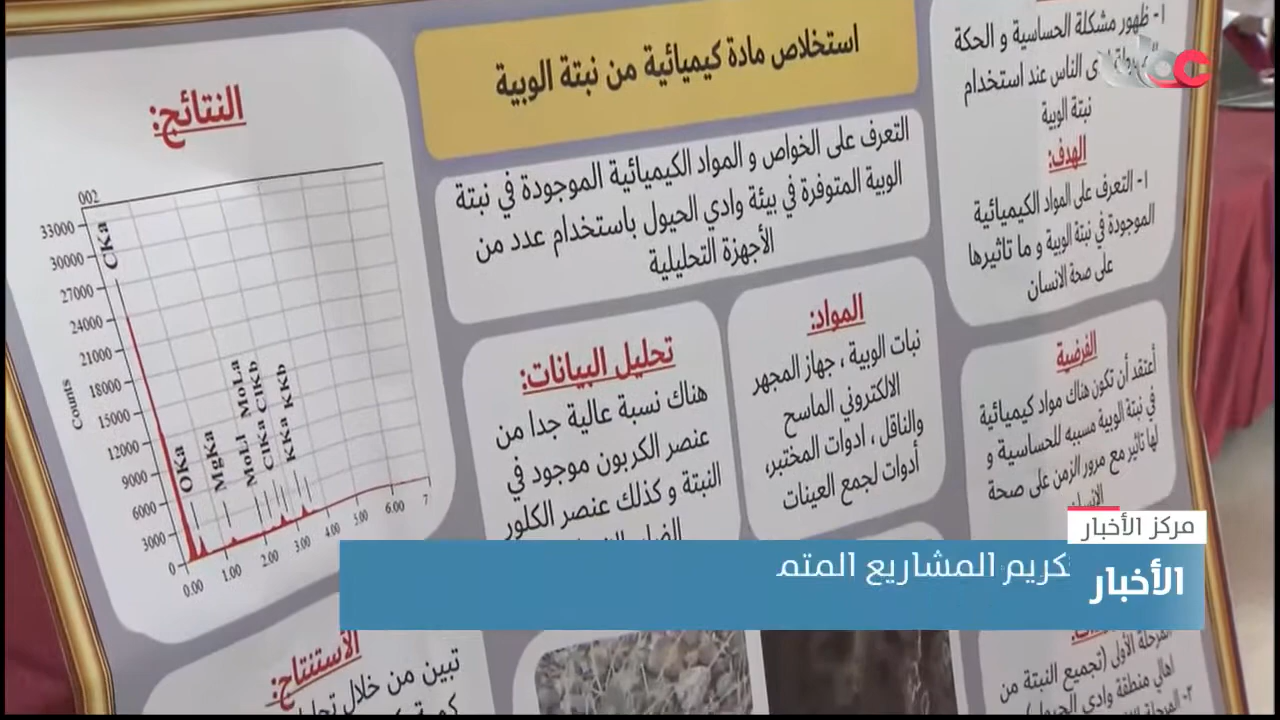 ١- ظهور مشكلة الحساسية و الحكة
الناس عند استخدام
نبتة الوبية
الهدف:
١- التعرف على المواد الكيميائية
الموجودة في نبتة الوبية و ما تاثيرها
على صحة الانسان
الفرضية
أعتقد أن تكون هناك مواد كيميائية
في نبتة الوبية مسببه للحساسية و
لها تاثير مع مرور الزمن على صحة
المرحلة الأولى (تجميع النبتة من
اهالي منطقة وادي الحيول)
استخلاص مادة كيميائية من نبتة الوبية
التعرف على الخواص و المواد الكيميائية الموجودة في نبتة
الوبية المتوفرة في بيئة وادي الحيول باستخدام عدد من
الأجهزة التحليلية
المواد:
نبات الوبية ، جهاز المجهر
الالكتروني الماسح
والناقل ، ادوات المختبر،
أدوات لجمع العينات
تحليل البيانات:
هناك نسبة عالية جدا من
عنصر الكربون موجود في
النبتة و كذلك عنصر الكلور
النتائج:
002
Counts
33000
30000
27000
24000
21000
18000
15000
12000
9000
6000
3000
0
CKa
OKa
MgKa
MoLl MoLa
ClKa ClKb
KKa KKb
0.00 1.00 2.00 3.00 4.00 5.00 6.00 7
الأستنتاج:
تبين من خلال
مركز الأخبار
الأخبار
تكريم المشاريع المتم